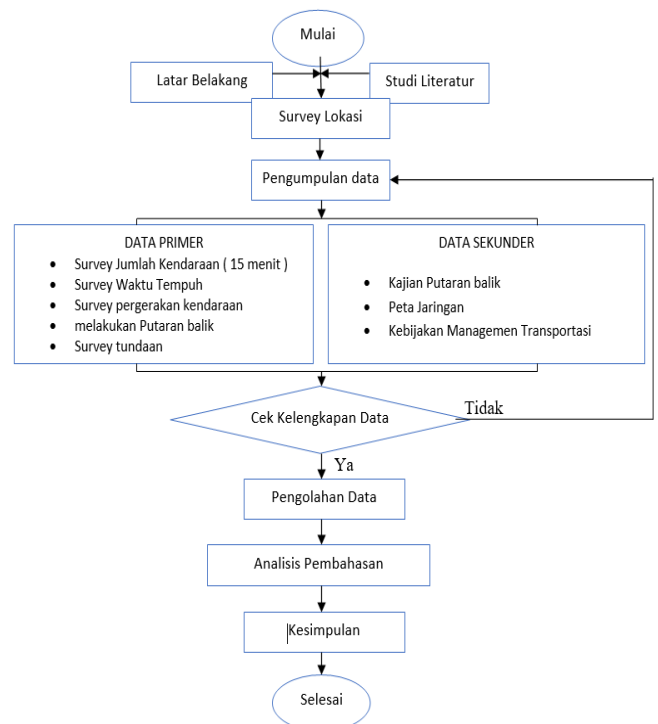 Mulai
Latar Belakang
Studi Literatur
Survey Lokasi
Pengumpulan data
DATA PRIMER
• Survey Jumlah Kendaraan ( 15 menit )
• Survey Waktu Tempuh
• Survey pergerakan kendaraan
• melakukan Putaran balik
• Survey tundaan
DATA SEKUNDER
• Kajian Putaran balik
• Peta Jaringan
• Kebijakan Managemen Transportasi
Cek Kelengkapan Data
Tidak
Ya
Pengolahan Data
Analisis Pembahasan
Kesimpulan
Selesai